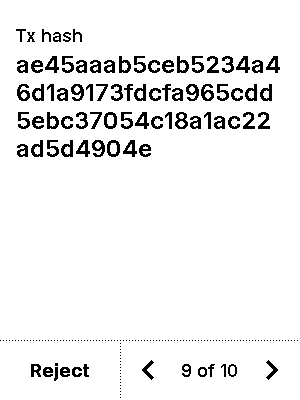 Tx hash
ae45aaab5ceb5234a4
6d1a9173fdcfa965cdd
5ebc37054c18a1ac22
ad5d4904e
Reject
9 of 10